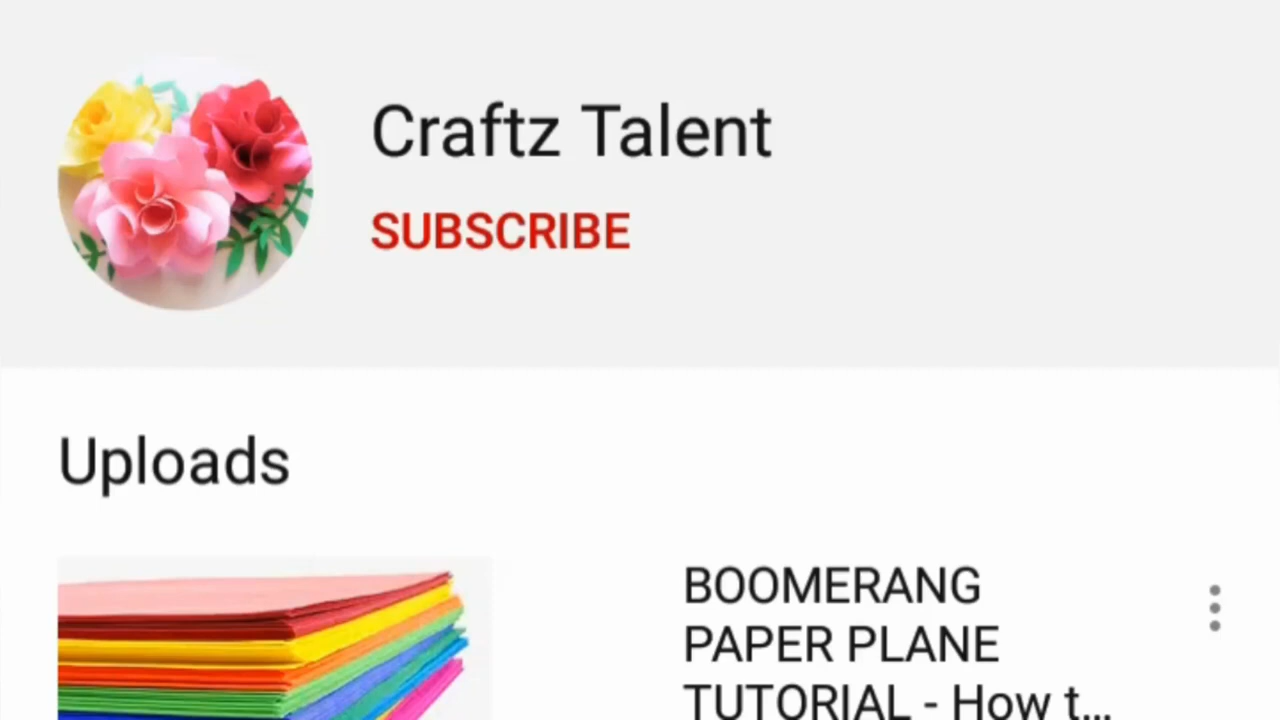 Craftz Talent
SUBSCRIBE
Uploads
BOOMERANG
PAPER PLANE
TUTORIAL - How t...